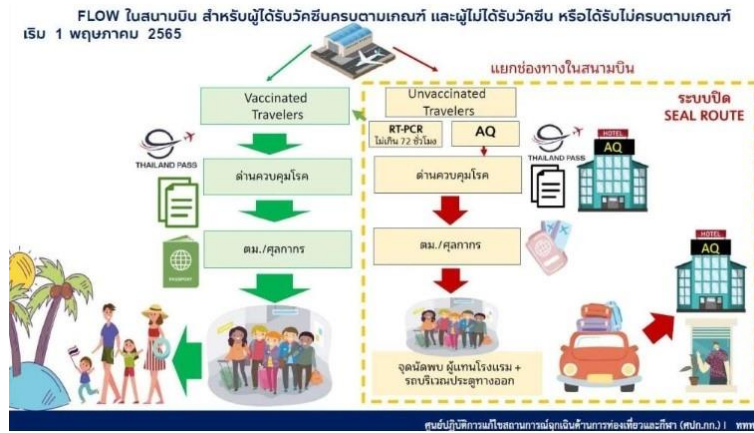 FLOW ในสนามบิน สำหรับผู้ได้รับวัคซีนครบตามเกณฑ์ และผู้ไม่ได้รับวัคซีน หรือได้รับไม่ครบตามเกณฑ์
เริ่ม 1 พฤษภาคม 2565
แยกช่องทางในสนามบิน
Vaccinated
Travelers
Unvaccinated
Travelers
ระบบปิด
SEAL ROUTE
RT-PCR
ไม่เกิน 72 ชั่วโมง
AQ
THAILAND PASS
THAILAND PASS
HOTEL
AQ
ด่านควบคุมโรค
ด่านควบคุมโรค
ตม./ศุลกากร
PASSPORT
ตม./ศุลกากร
HOTEL
AQ
จุดนัดพบ ผู้แทนโรงแรม +
รถบริเวณประตูทางออก
ศูนย์ปฏิบัติการแก้ไขสถานการณ์ฉุกเฉินด้านการท่องเที่ยวและกีฬา (ศปก.กก.) |